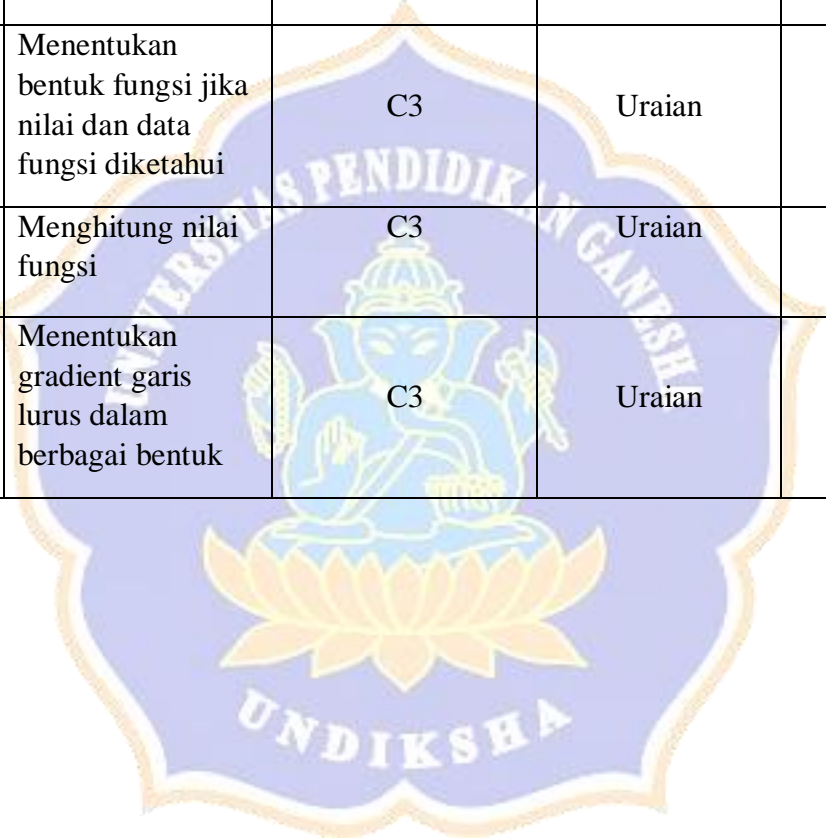 Menentukan
bentuk fungsi jika
nilai dan data
fungsi diketahui
C3
Uraian
Menghitung nilai
fungsi
C3
Uraian
Menentukan
gradient garis
lurus dalam
berbagai bentuk
C3
Uraian
UNIVERSITAS PENDIDIKAN GANESHA
UNDIKSHA